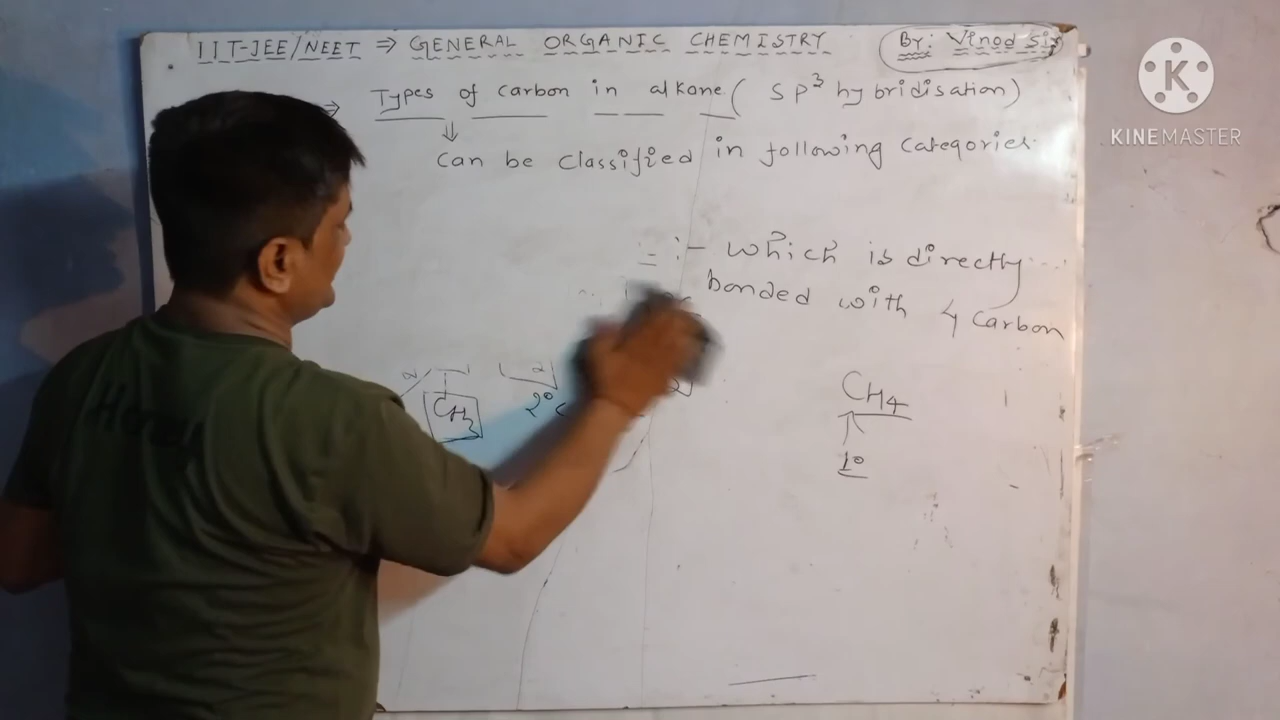 IIT-JEE/NEET ⇒ GENERAL ORGANIC CHEMISTRY By: Vinod Sir
⇒ Types of carbon in alkane ( SP³ hybridisation)
can be classified in following categories.
:- which is directly
bonded with 4 carbon
CH₃ 2° c
CH₄
1°
KINEMASTER